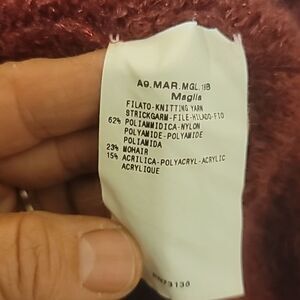 A9.MAR.MGL.11B
Maglia
FILATO-KNITTING YARN
STRICKGARM-FILE-HILADO-FIO
62% POLIAMMIDICA-NYLON
POLYAMIDE-POLYAMIDE
POLIAMIDA
23% MOHAIR
15% ACRILICA-POLYACRYL-ACRYLIC
ACRYLIQUE